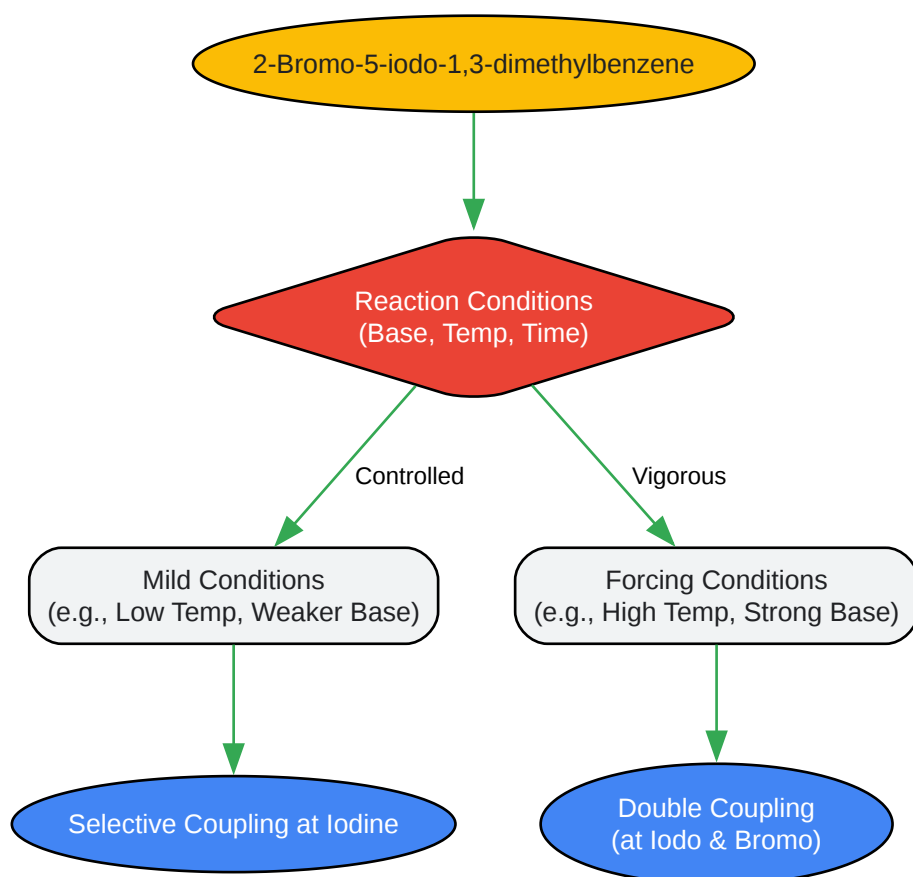 2-Bromo-5-iodo-1,3-dimethylbenzene
Reaction Conditions
(Base, Temp, Time)
Controlled
Vigorous
Mild Conditions
(e.g., Low Temp, Weaker Base)
Forcing Conditions
(e.g., High Temp, Strong Base)
Selective Coupling at Iodine
Double Coupling
(at Iodo & Bromo)